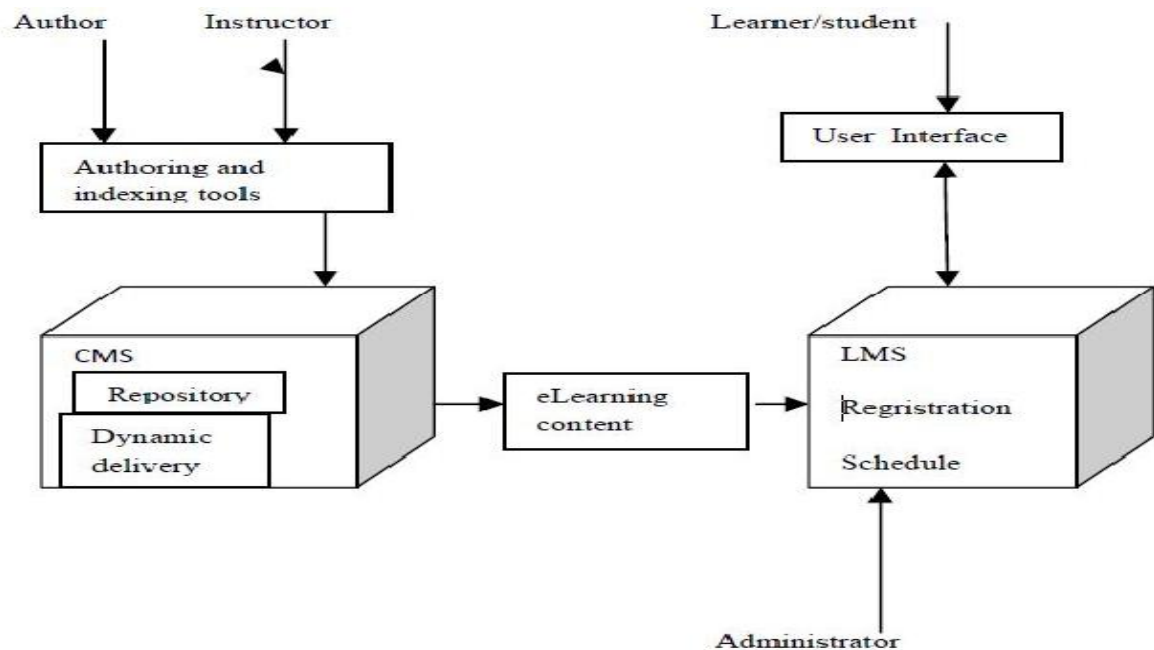 Author
Instructor
Learner/student
User Interface
Authoring and
indexing tools
CMS
Repository
Dynamic
delivery
eLearning
content
LMS
Regristration
Schedule
Administrator